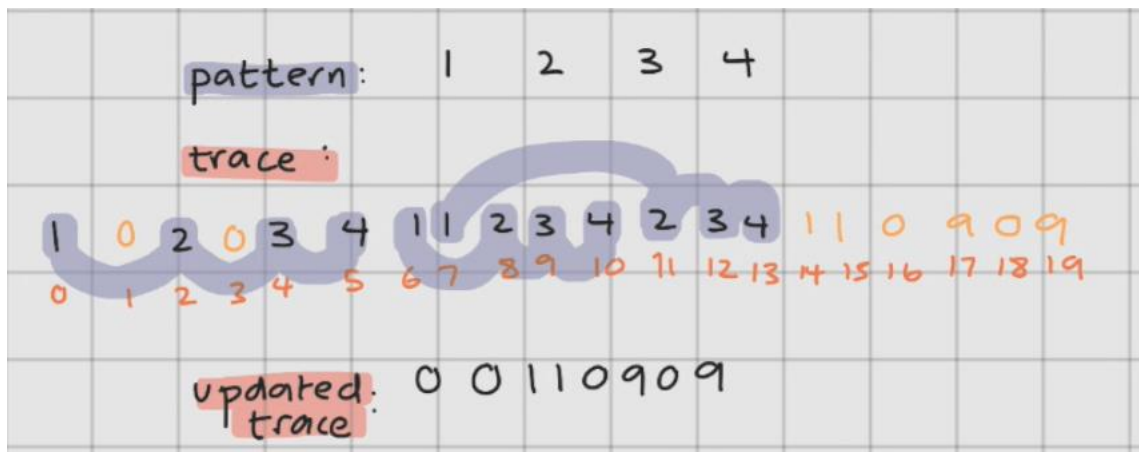 pattern: 1 2 3 4
trace:
1 0 2 0 3 4 1 1 2 3 4 2 3 4 1 1 0 9 0 9
0 1 2 3 4 5 6 7 8 9 10 11 12 13 14 15 16 17 18 19
updated: 0 0 1 1 0 9 0 9
trace